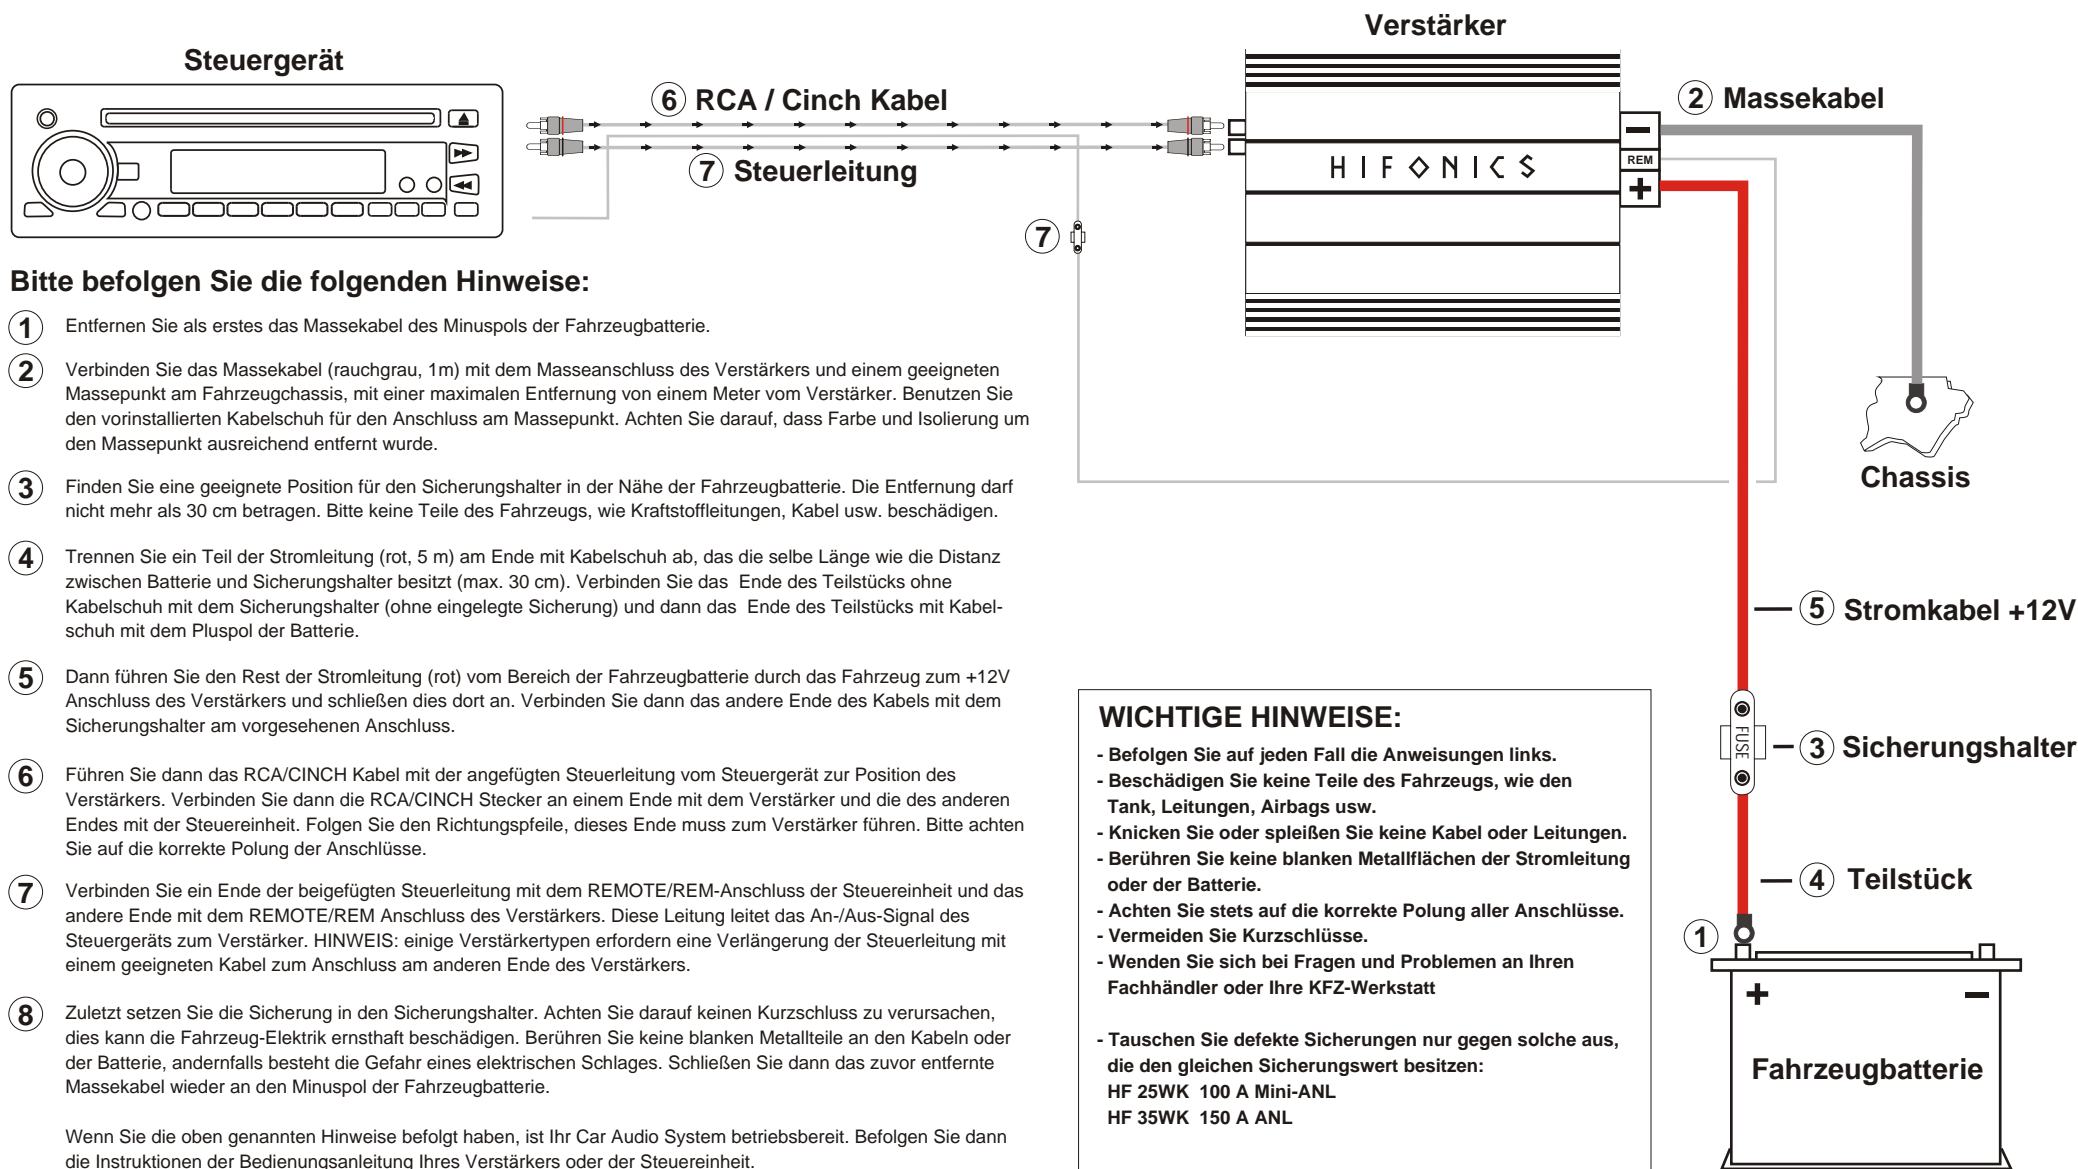 Verstärker
Steuergerät
6 RCA / Cinch Kabel
7 Steuerleitung
7
2 Massekabel
REM
HIFONICS
Chassis
Bitte befolgen Sie die folgenden Hinweise:
1 Entfernen Sie als erstes das Massekabel des Minuspols der Fahrzeugbatterie.
2 Verbinden Sie das Massekabel (rauchgrau, 1m) mit dem Masseanschluss des Verstärkers und einem geeigneten
Massepunkt am Fahrzeugchassis, mit einer maximalen Entfernung von einem Meter vom Verstärker. Benutzen Sie
den vorinstallierten Kabelschuh für den Anschluss am Massepunkt. Achten Sie darauf, dass Farbe und Isolierung um
den Massepunkt ausreichend entfernt wurde.
3 Finden Sie eine geeignete Position für den Sicherungshalter in der Nähe der Fahrzeugbatterie. Die Entfernung darf
nicht mehr als 30 cm betragen. Bitte keine Teile des Fahrzeugs, wie Kraftstoffleitungen, Kabel usw. beschädigen.
4 Trennen Sie ein Teil der Stromleitung (rot, 5 m) am Ende mit Kabelschuh ab, das die selbe Länge wie die Distanz
zwischen Batterie und Sicherungshalter besitzt (max. 30 cm). Verbinden Sie das Ende des Teilstücks ohne
Kabelschuh mit dem Sicherungshalter (ohne eingelegte Sicherung) und dann das Ende des Teilstücks mit Kabel-
schuh mit dem Pluspol der Batterie.
5 Dann führen Sie den Rest der Stromleitung (rot) vom Bereich der Fahrzeugbatterie durch das Fahrzeug zum +12V
Anschluss des Verstärkers und schließen dies dort an. Verbinden Sie dann das andere Ende des Kabels mit dem
Sicherungshalter am vorgesehenen Anschluss.
6 Führen Sie dann das RCA/CINCH Kabel mit der angefügten Steuerleitung vom Steuergerät zur Position des
Verstärkers. Verbinden Sie dann die RCA/CINCH Stecker an einem Ende mit dem Verstärker und die des anderen
Endes mit der Steuereinheit. Folgen Sie den Richtungspfeile, dieses Ende muss zum Verstärker führen. Bitte achten
Sie auf die korrekte Polung der Anschlüsse.
7 Verbinden Sie ein Ende der beigefügten Steuerleitung mit dem REMOTE/REM-Anschluss der Steuereinheit und das
andere Ende mit dem REMOTE/REM Anschluss des Verstärkers. Diese Leitung leitet das An-/Aus-Signal des
Steuergeräts zum Verstärker. HINWEIS: einige Verstärkertypen erfordern eine Verlängerung der Steuerleitung mit
einem geeigneten Kabel zum Anschluss am anderen Ende des Verstärkers.
8 Zuletzt setzen Sie die Sicherung in den Sicherungshalter. Achten Sie darauf keinen Kurzschluss zu verursachen,
dies kann die Fahrzeug-Elektrik ernsthaft beschädigen. Berühren Sie keine blanken Metallteile an den Kabeln oder
der Batterie, andernfalls besteht die Gefahr eines elektrischen Schlages. Schließen Sie dann das zuvor entfernte
Massekabel wieder an den Minuspol der Fahrzeugbatterie.
Wenn Sie die oben genannten Hinweise befolgt haben, ist Ihr Car Audio System betriebsbereit. Befolgen Sie dann
die Instruktionen der Bedienungsanleitung Ihres Verstärkers oder der Steuereinheit.
WICHTIGE HINWEISE:
- Befolgen Sie auf jeden Fall die Anweisungen links.
- Beschädigen Sie keine Teile des Fahrzeugs, wie den
Tank, Leitungen, Airbags usw.
- Knicken Sie oder spleißen Sie keine Kabel oder Leitungen.
- Berühren Sie keine blanken Metallflächen der Stromleitung
oder der Batterie.
- Achten Sie stets auf die korrekte Polung aller Anschlüsse.
- Vermeiden Sie Kurzschlüsse.
- Wenden Sie sich bei Fragen und Problemen an Ihren
Fachhändler oder Ihre KFZ-Werkstatt
- Tauschen Sie defekte Sicherungen nur gegen solche aus,
die den gleichen Sicherungswert besitzen:
HF 25WK 100 A Mini-ANL
HF 35WK 150 A ANL
5 Stromkabel +12V
FUSE
3 Sicherungshalter
4 Teilstück
1
+ −
Fahrzeugbatterie